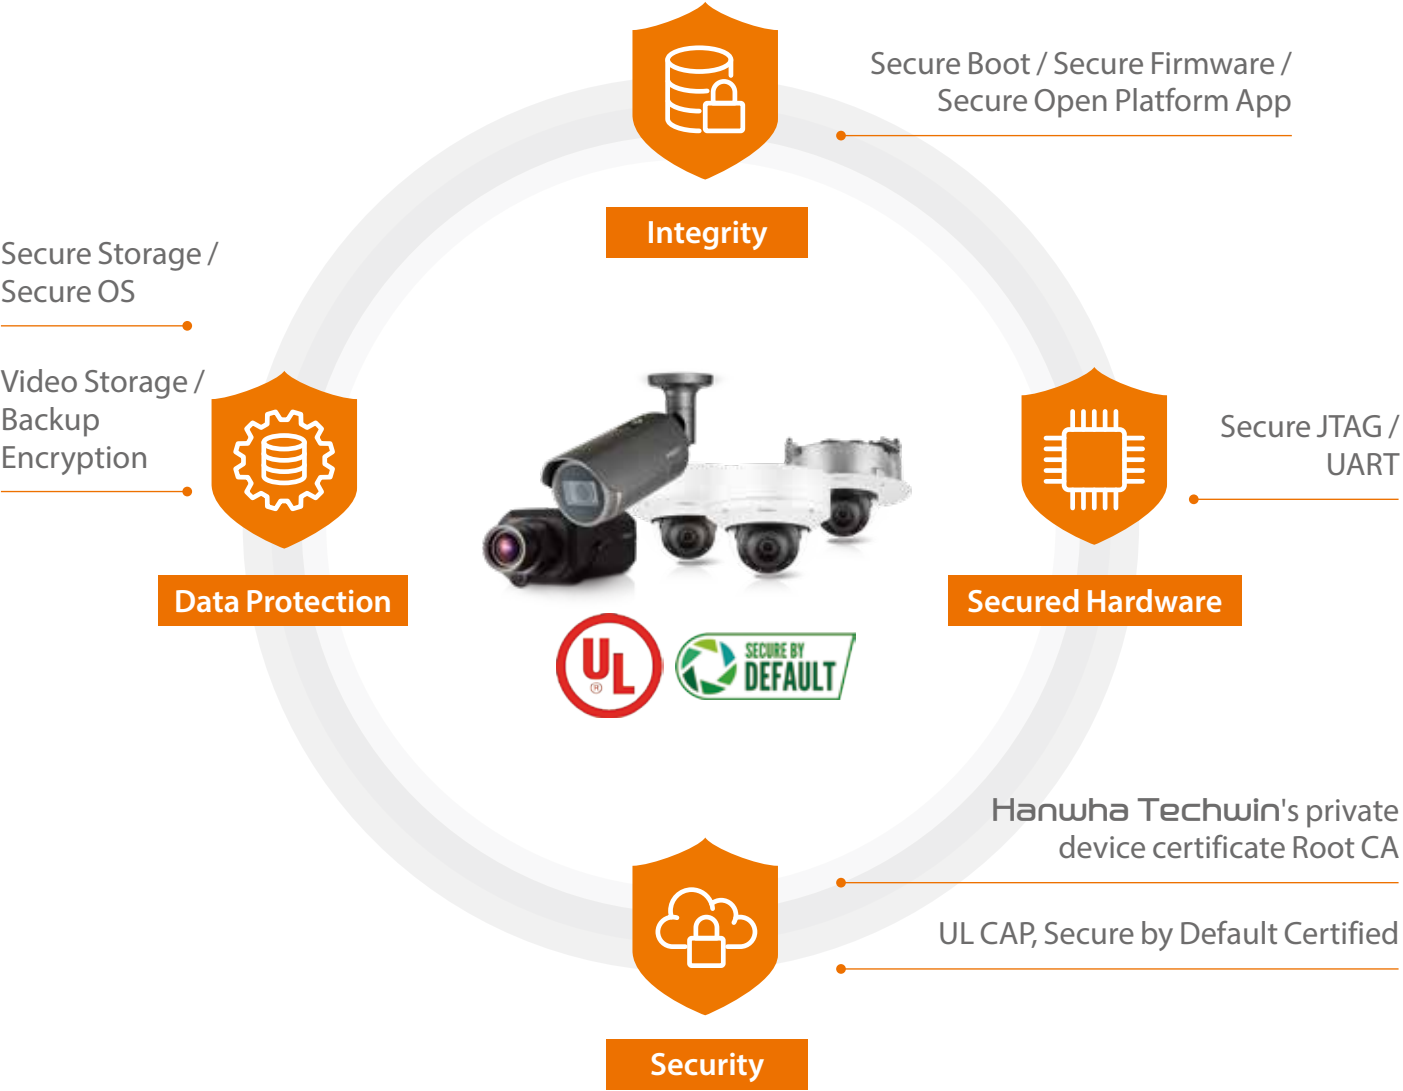 Secure Boot / Secure Firmware /
Secure Open Platform App
Integrity
Secure Storage /
Secure OS
Video Storage /
Backup
Encryption
Data Protection
Secure JTAG /
UART
Secured Hardware
UL
®
SECURE BY
DEFAULT
Hanwha Techwin's private
device certificate Root CA
UL CAP, Secure by Default Certified
Security